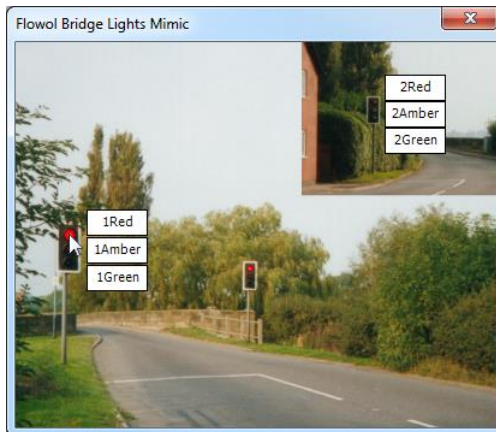 Flowol Bridge Lights Mimic
2Red
2Amber
2Green
1Red
1Amber
1Green